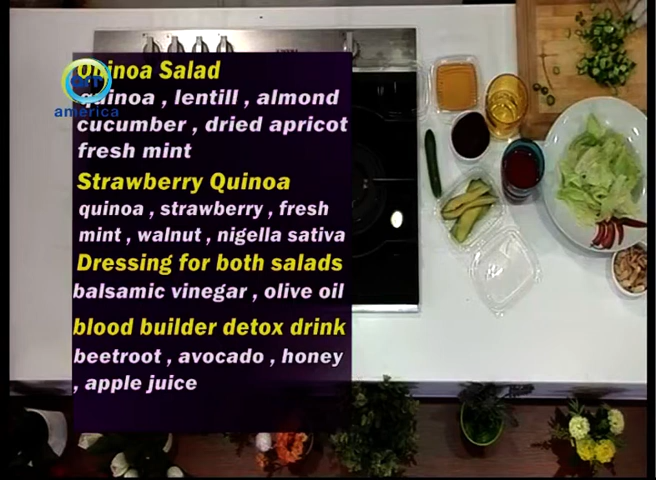 Quinoa Salad
quinoa , lentill , almond
cucumber , dried apricot
fresh mint
Strawberry Quinoa
quinoa , strawberry , fresh
mint , walnut , nigella sativa
Dressing for both salads
balsamic vinegar , olive oil
blood builder detox drink
beetroot , avocado , honey
, apple juice
art
america